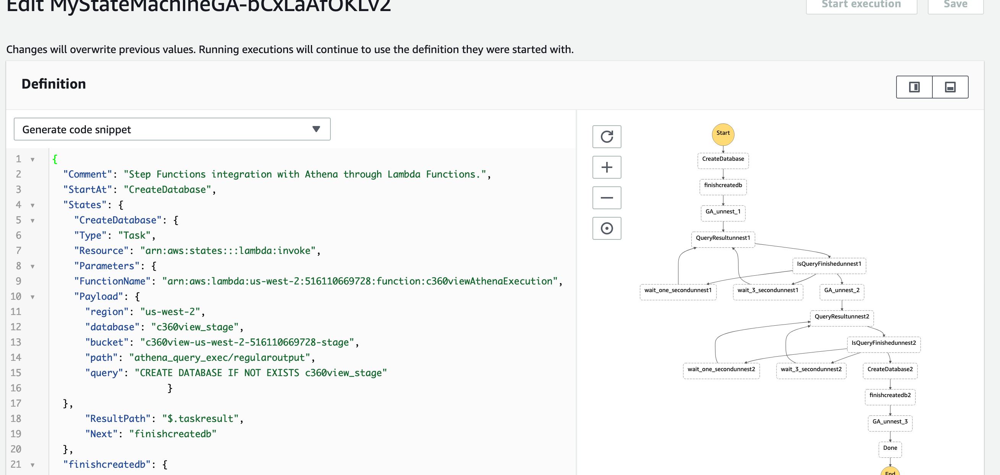 Edit MyStateMachineGA-bCxLaAfOKLv2
Start execution
Save
Changes will overwrite previous values. Running executions will continue to use the definition they were started with.
Definition
Generate code snippet
1 {
2 "Comment": "Step Functions integration with Athena through Lambda Functions.",
3 "StartAt": "CreateDatabase",
4 "States": {
5 "CreateDatabase": {
6 "Type": "Task",
7 "Resource": "arn:aws:states:::lambda:invoke",
8 "Parameters": {
9 "FunctionName": "arn:aws:lambda:us-west-2:516110669728:function:c360viewAthenaExecution",
10 "Payload": {
11 "region": "us-west-2",
12 "database": "c360view_stage",
13 "bucket": "c360view-us-west-2-516110669728-stage",
14 "path": "athena_query_exec/regularoutput",
15 "query": "CREATE DATABASE IF NOT EXISTS c360view_stage"
16 }
17 },
18 "ResultPath": "$.taskresult",
19 "Next": "finishcreatedb"
20 },
21 "finishcreatedb": {
Start
CreateDatabase
finishcreatedb
GA_unnest_1
QueryResultunnest1
IsQueryFinishedunnest1
wait_one_secondunnest1
wait_3_secondunnest1
GA_unnest_2
QueryResultunnest2
IsQueryFinishedunnest2
wait_one_secondunnest2
wait_3_secondunnest2
CreateDatabase2
finishcreatedb2
GA_unnest_3
Done
End